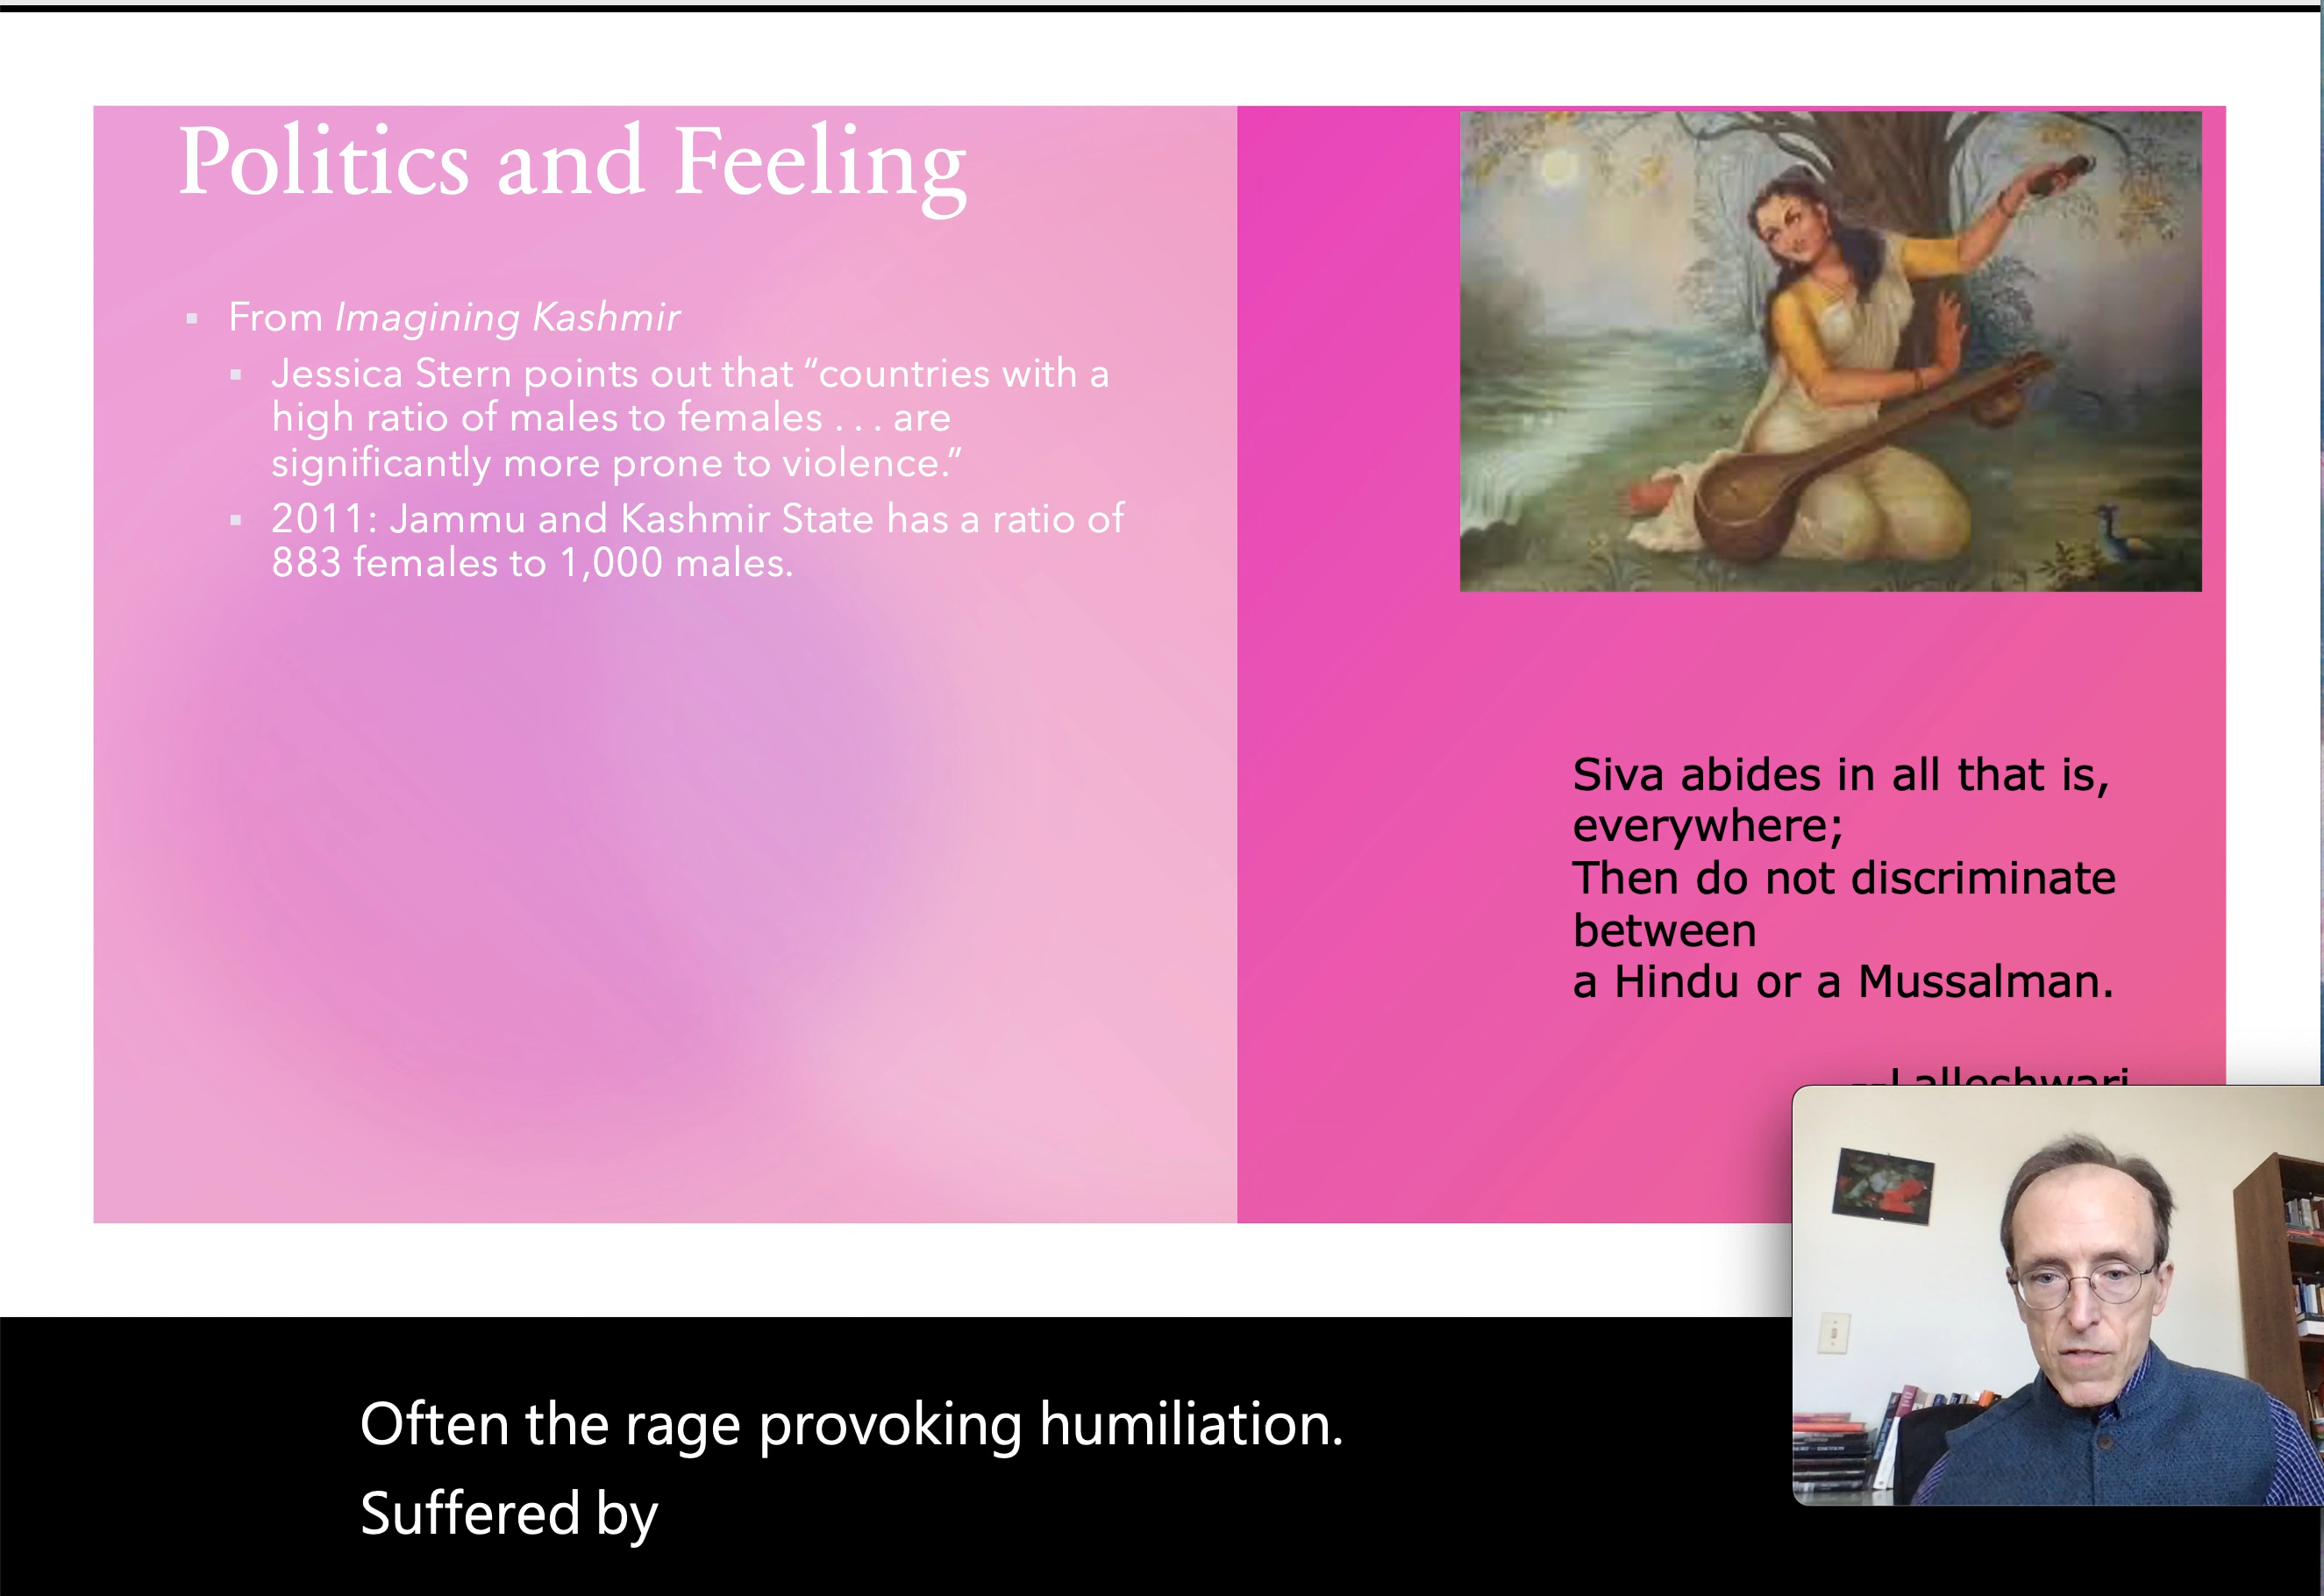 Politics and Feeling
From Imagining Kashmir
Jessica Stern points out that “countries with a
high ratio of males to females . . . are
significantly more prone to violence.”
2011: Jammu and Kashmir State has a ratio of
883 females to 1,000 males.
Siva abides in all that is,
everywhere;
Then do not discriminate
between
a Hindu or a Mussalman.
--Lalleshwari
Often the rage provoking humiliation.
Suffered by